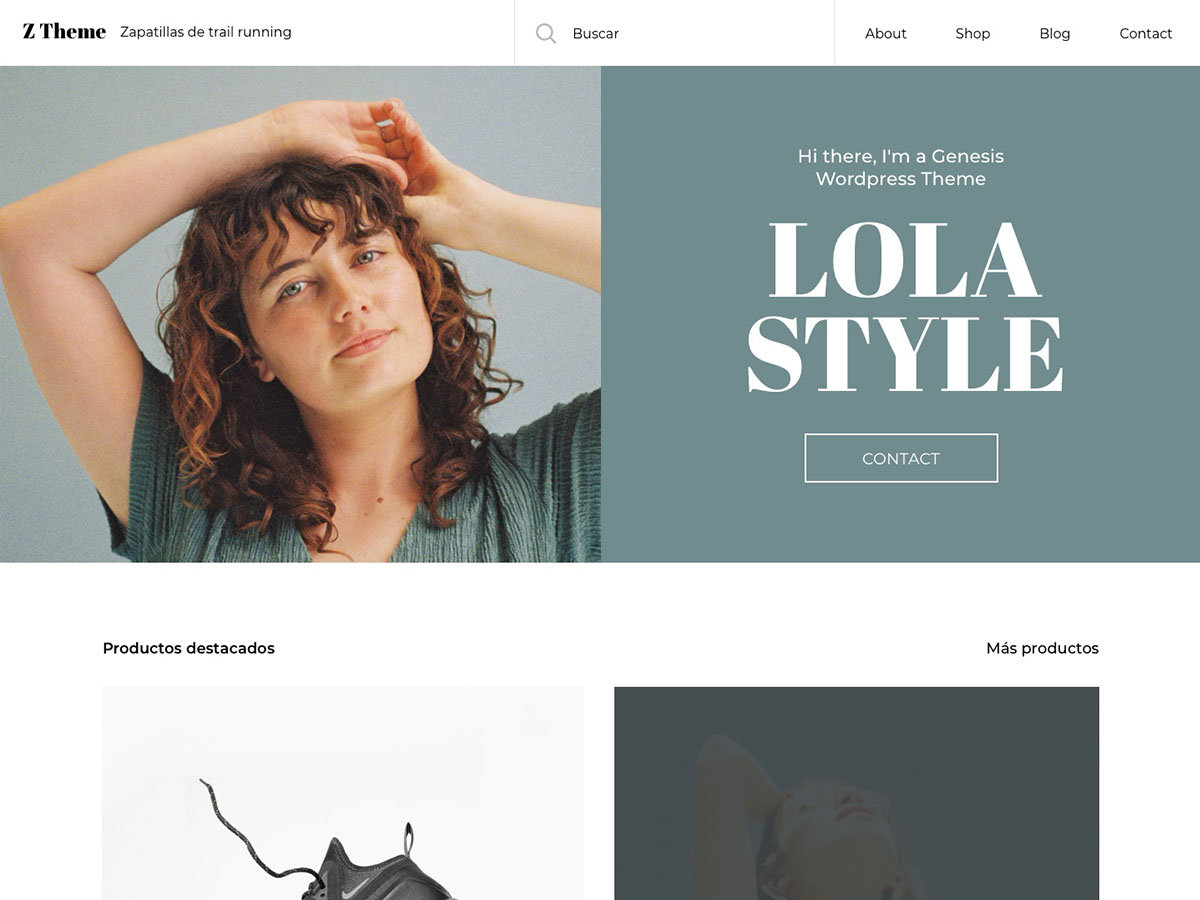 Z Theme Zapatillas de trail running
Buscar
About Shop Blog Contact
Hi there, I'm a Genesis
Wordpress Theme
LOLA
STYLE
CONTACT
Productos destacados
Más productos